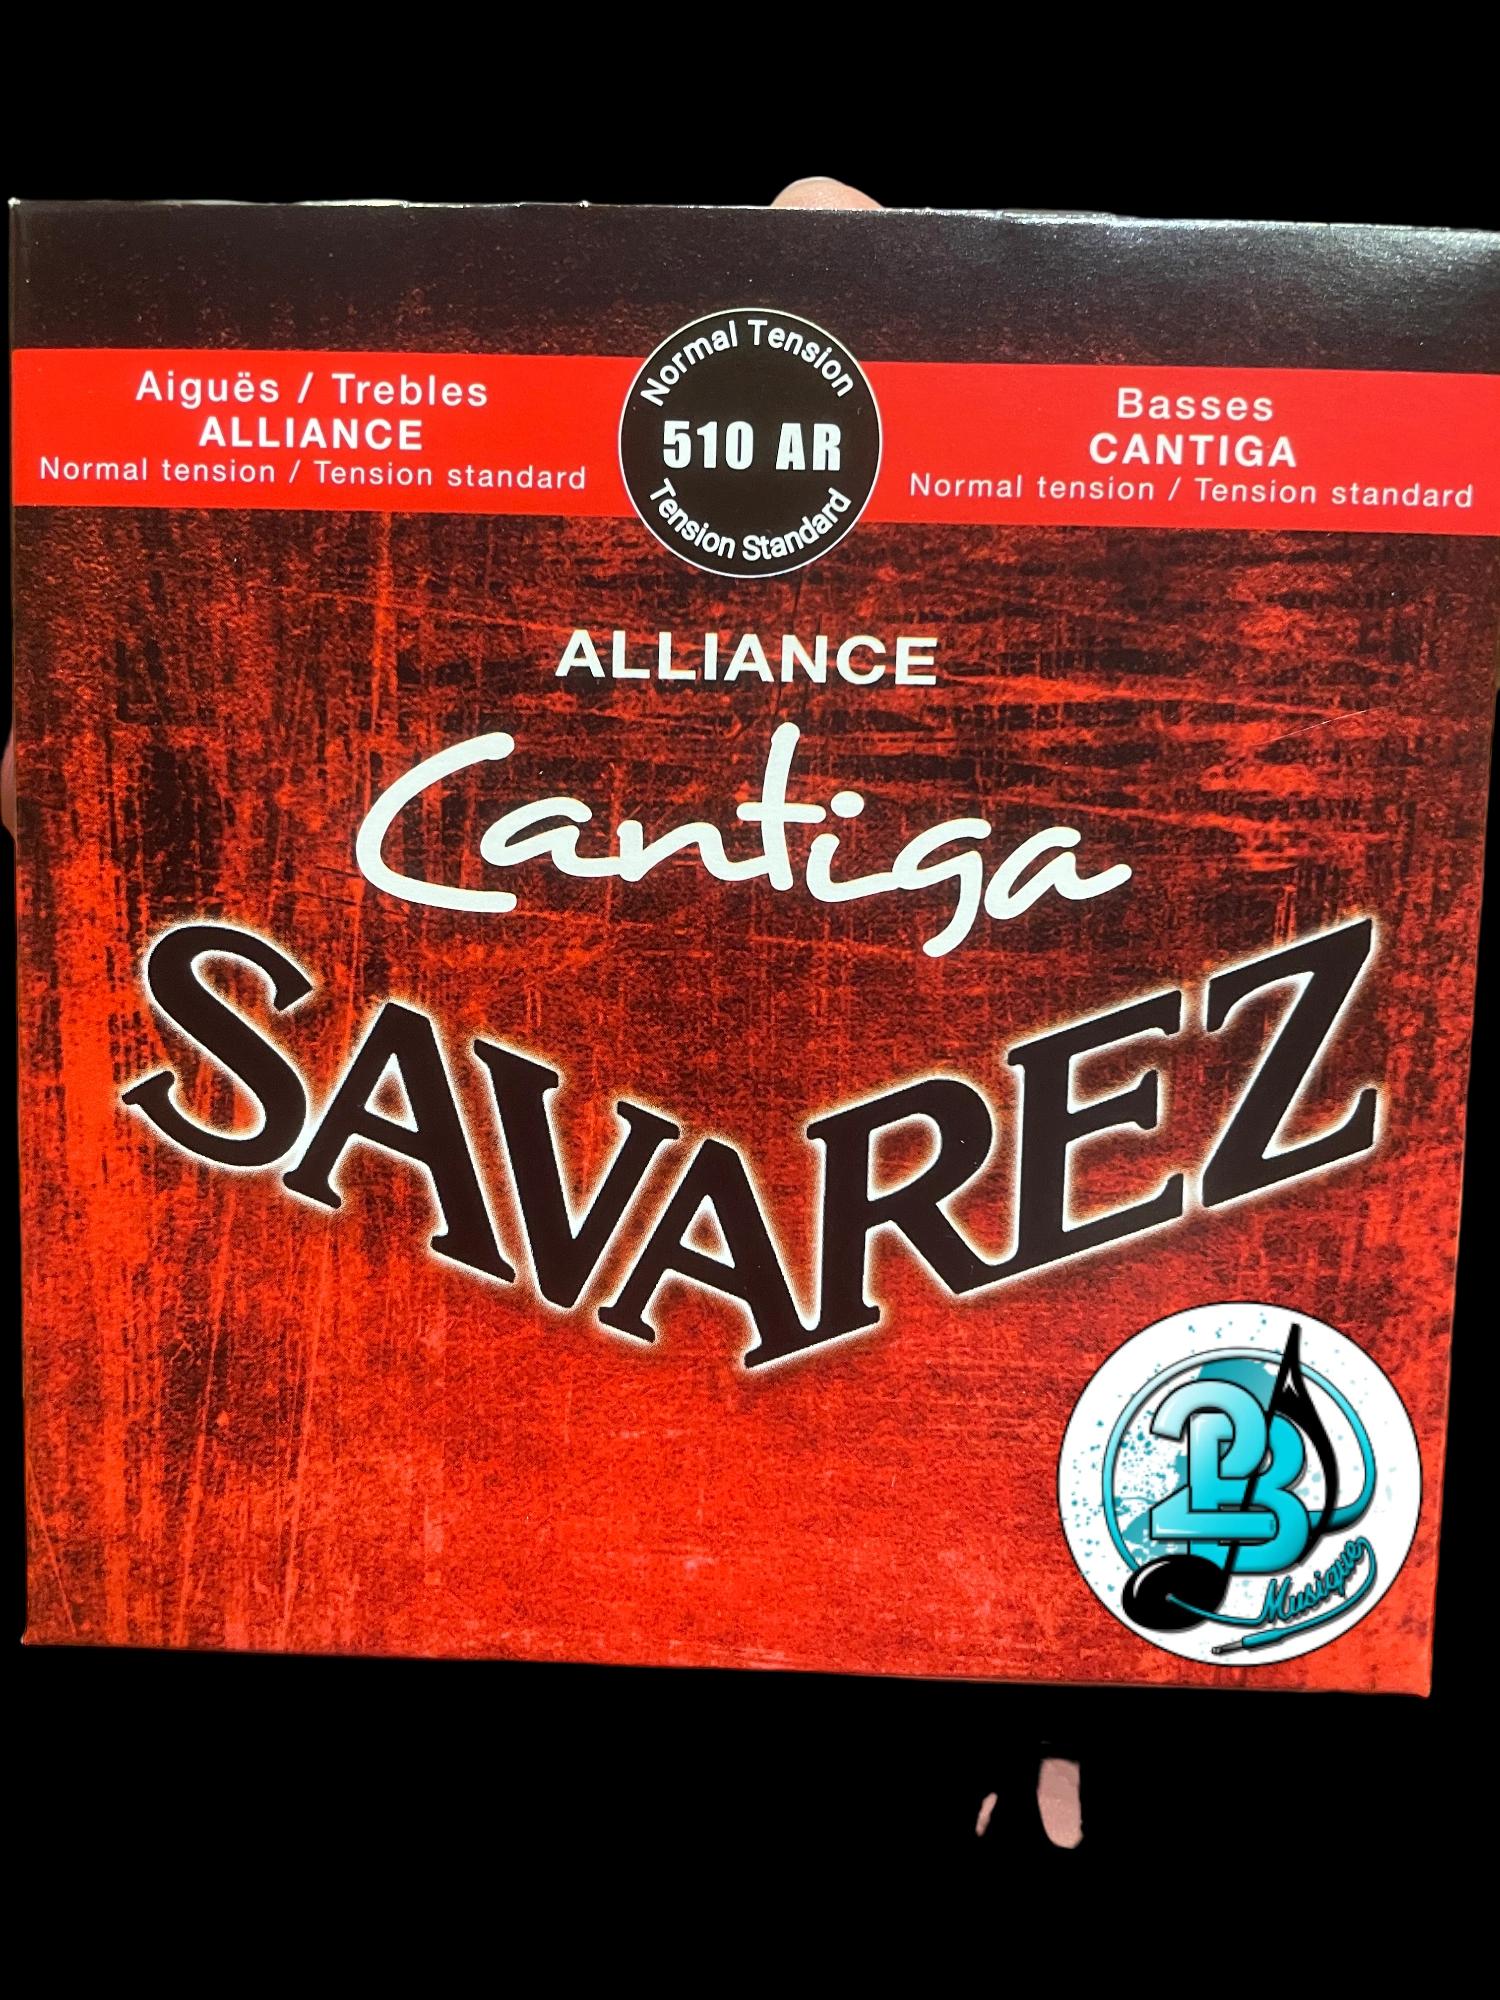 Normal Tension
510 AR
Tension Standard
Aiguës / Trebles
ALLIANCE
Normal tension / Tension standard
Basses
CANTIGA
Normal tension / Tension standard
ALLIANCE
Cantiga
SAVAREZ
2B
Musique